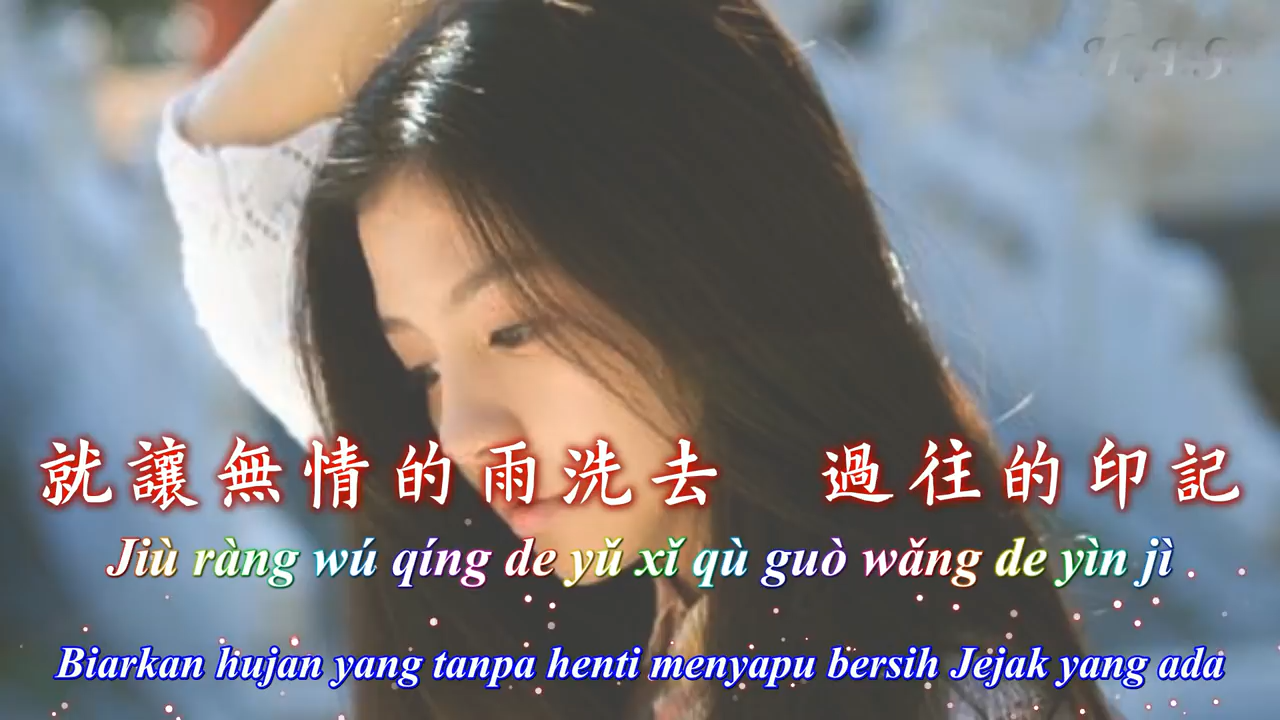 就讓無情的雨洗去 過往的印記
Jiù ràng wú qíng de yǔ xǐ qù guò wǎng de yìn jì
Biarkan hujan yang tanpa henti menyapu bersih Jejak yang ada